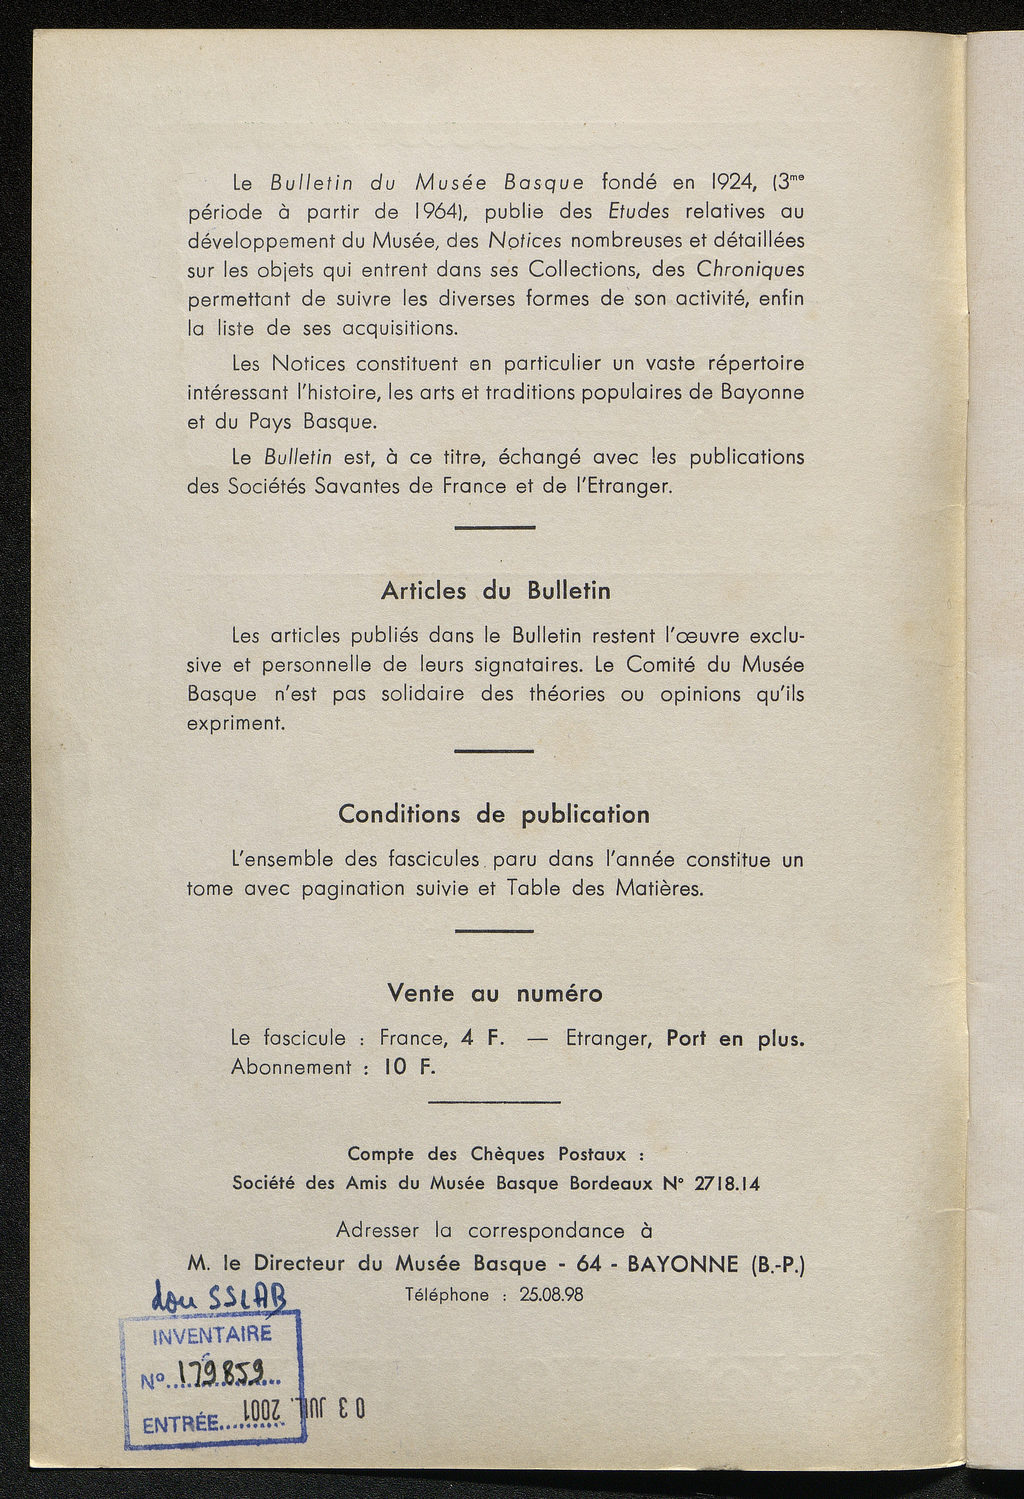 Le Bulletin du Musée Basque fondé en 1924, (3me
période à partir de 1964), publie des Etudes relatives au
développement du Musée, des Notices nombreuses et détaillées
sur les objets qui entrent dans ses Collections, des Chroniques
permettant de suivre les diverses formes de son activité, enfin
la liste de ses acquisitions.
Les Notices constituent en particulier un vaste répertoire
intéressant l'histoire, les arts et traditions populaires de Bayonne
et du Pays Basque.
Le Bulletin est, à ce titre, échangé avec les publications
des Sociétés Savantes de France et de l'Etranger.
Articles du Bulletin
Les articles publiés dans le Bulletin restent l'œuvre exclu-
sive et personnelle de leurs signataires. Le Comité du Musée
Basque n'est pas solidaire des théories ou opinions qu'ils
expriment.
Conditions de publication
L'ensemble des fascicules paru dans l'année constitue un
tome avec pagination suivie et Table des Matières.
Vente au numéro
Le fascicule : France, 4 F. — Etranger, Port en plus.
Abonnement : 10 F.
Compte des Chèques Postaux :
Société des Amis du Musée Basque Bordeaux N° 2718.14
Adresser la correspondance à
M. le Directeur du Musée Basque - 64 - BAYONNE (B.-P.)
Téléphone : 25.08.98
don SSLAB
INVENTAIRE
N° 179859
ENTRÉE
03 JUIL. 2001